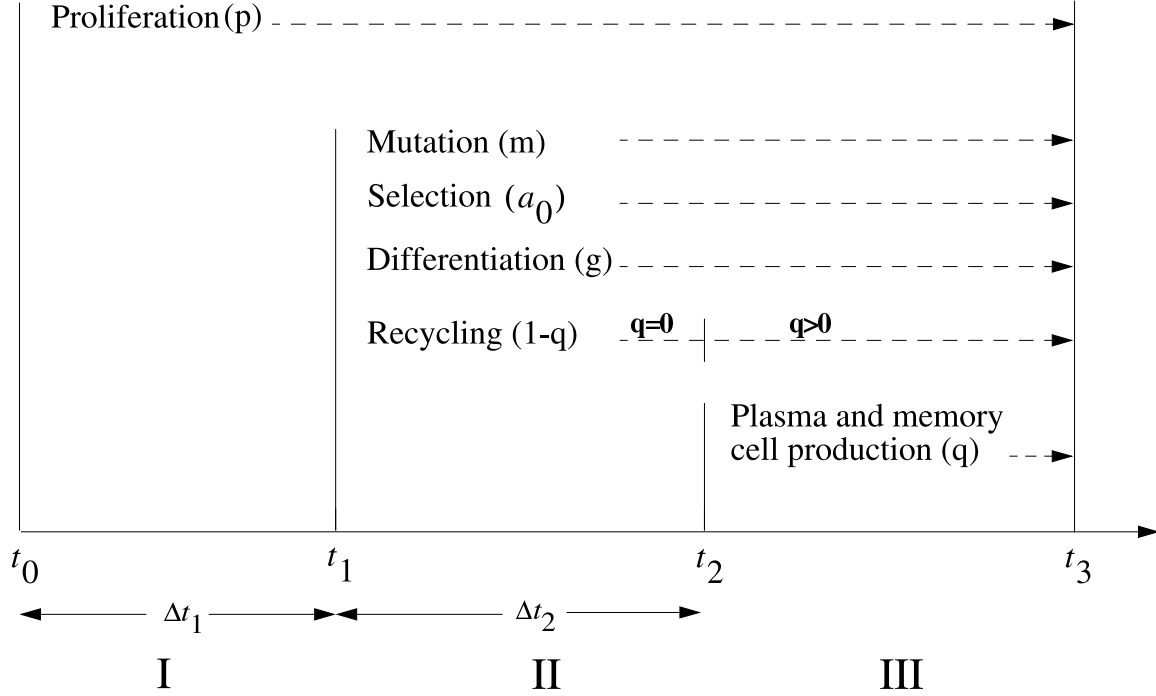 Proliferation (p)
Mutation (m)
Selection (a₀)
Differentiation (g)
Recycling (1-q) q=0 q>0
Plasma and memory
cell production (q)
t₀ t₁ t₂ t₃
Δt₁ Δt₂
I II III